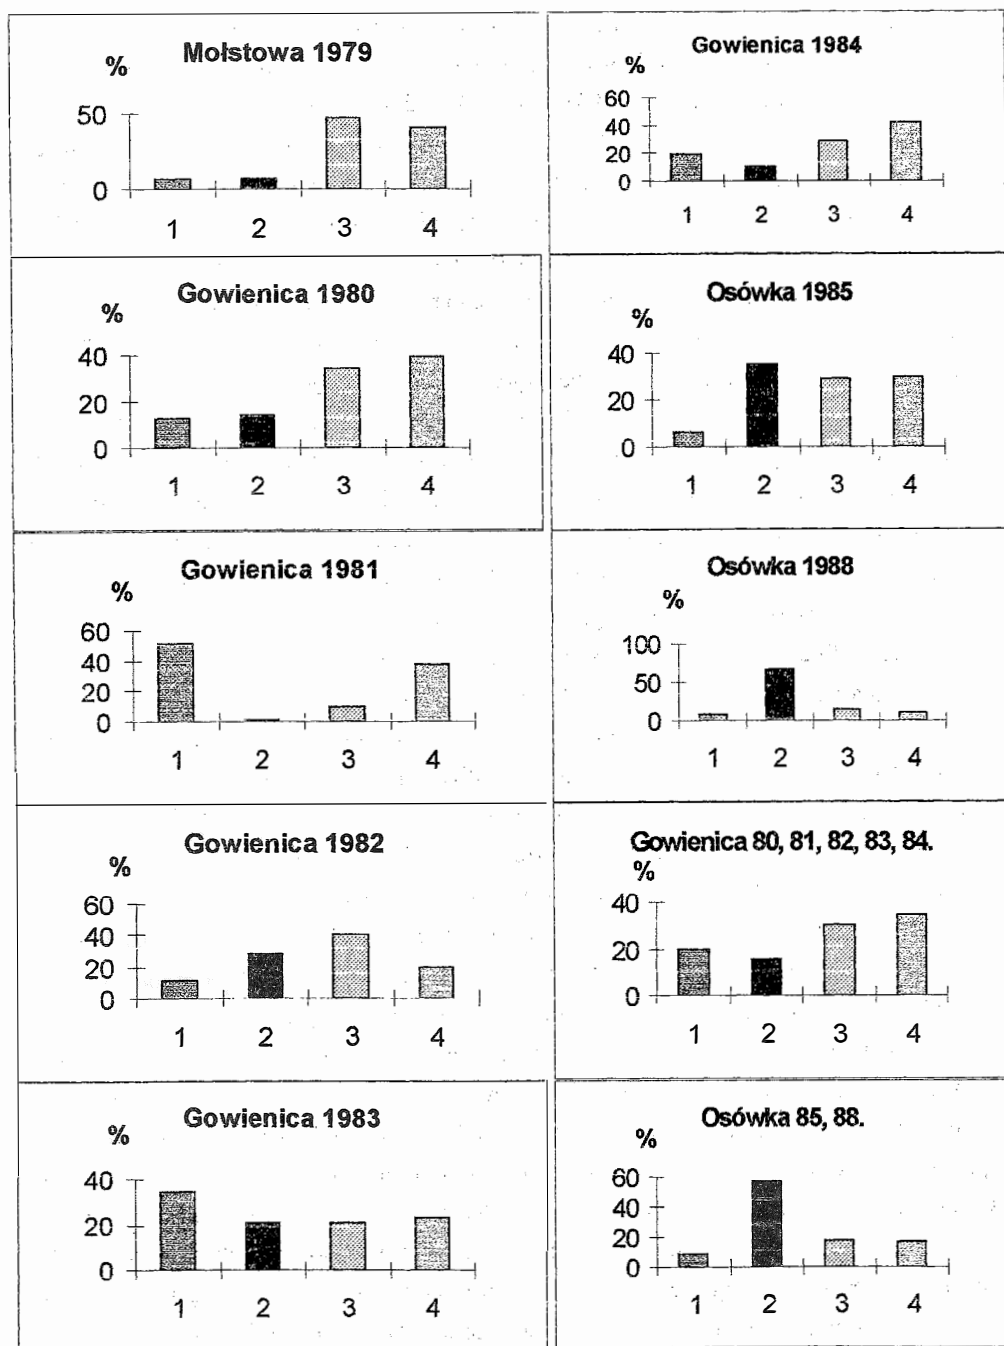 Mołstowa 1979
%
50
0
1 2 3 4
Gowienica 1980
%
40
20
0
1 2 3 4
Gowienica 1981
%
60
40
20
0
1 2 3 4
Gowienica 1982
%
60
40
20
0
1 2 3 4
Gowienica 1983
%
40
20
0
1 2 3 4
Gowienica 1984
%
60
40
20
0
1 2 3 4
Osówka 1985
%
40
20
0
1 2 3 4
Osówka 1988
%
100
50
0
1 2 3 4
Gowienica 80, 81, 82, 83, 84.
%
40
20
0
1 2 3 4
Osówka 85, 88.
%
60
40
20
0
1 2 3 4